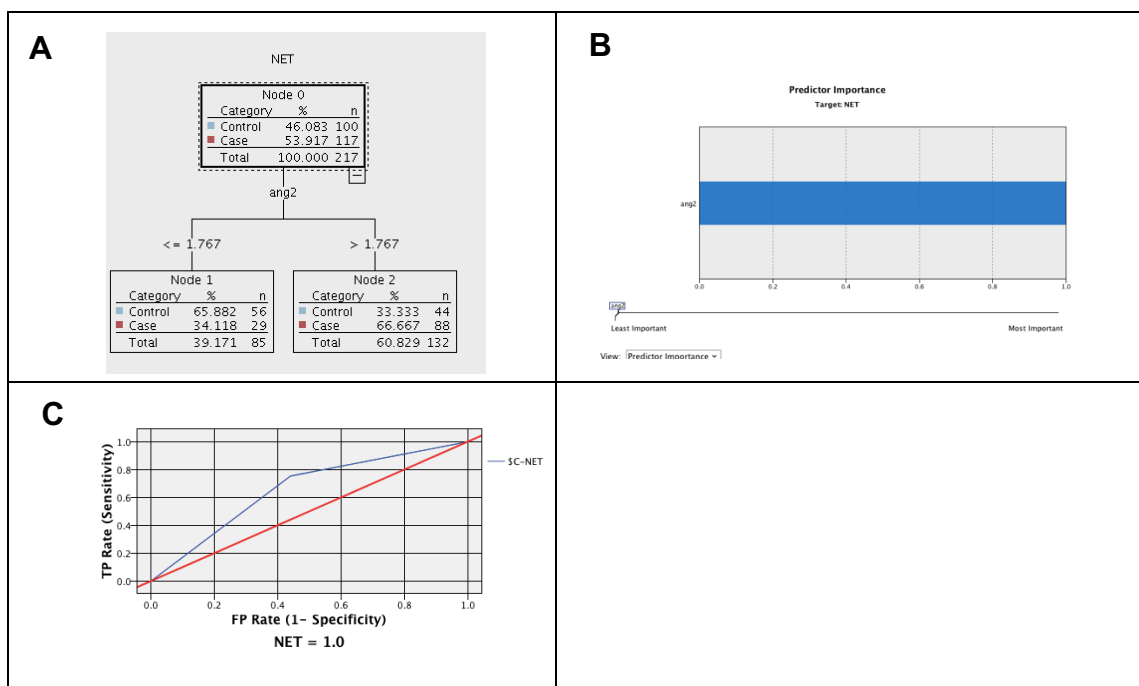 A
NET
Node 0
Category % n
Control 46.083 100
Case 53.917 117
Total 100.000 217
ang2
<= 1.767
> 1.767
Node 1
Category % n
Control 65.882 56
Case 34.118 29
Total 39.171 85
Node 2
Category % n
Control 33.333 44
Case 66.667 88
Total 60.829 132
B
Predictor Importance
Target: NET
ang2
0.0 0.2 0.4 0.6 0.8 1.0
ang2
Least Important Most Important
View: Predictor Importance
C
TP Rate (Sensitivity)
1.0
0.8
0.6
0.4
0.2
0.0
0.0 0.2 0.4 0.6 0.8 1.0
FP Rate (1- Specificity)
NET = 1.0
$C-NET